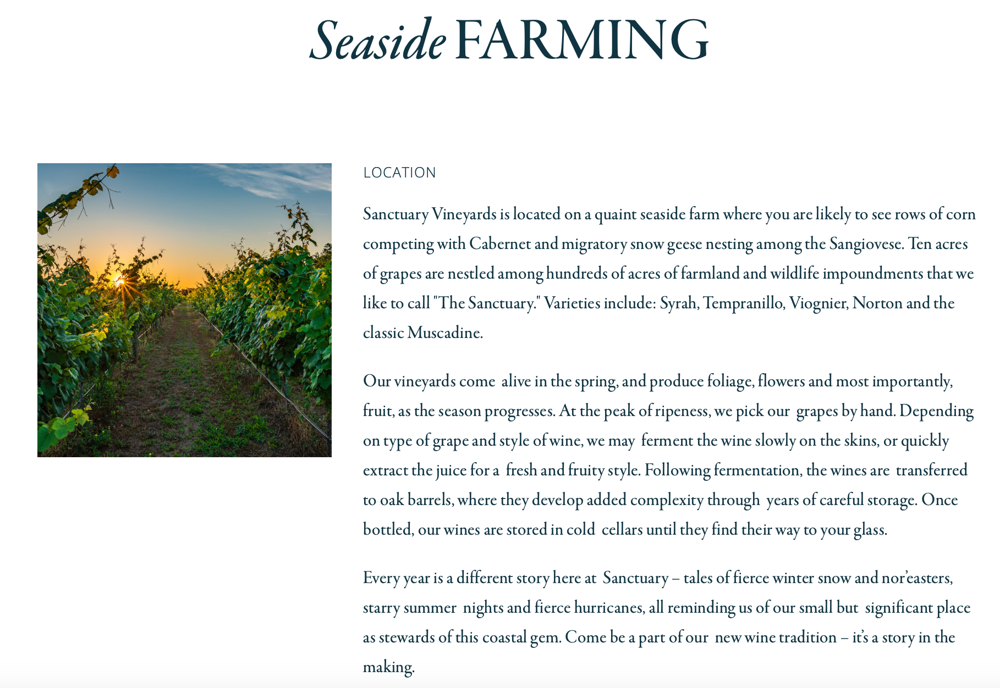 Seaside FARMING
LOCATION
Sanctuary Vineyards is located on a quaint seaside farm where you are likely to see rows of corn
competing with Cabernet and migratory snow geese nesting among the Sangiovese. Ten acres
of grapes are nestled among hundreds of acres of farmland and wildlife impoundments that we
like to call "The Sanctuary." Varieties include: Syrah, Tempranillo, Viognier, Norton and the
classic Muscadine.
Our vineyards come  alive in the spring, and produce foliage, flowers and most importantly,
fruit, as the season progresses. At the peak of ripeness, we pick our  grapes by hand. Depending
on type of grape and style of wine, we may  ferment the wine slowly on the skins, or quickly
extract the juice for a  fresh and fruity style. Following fermentation, the wines are  transferred
to oak barrels, where they develop added complexity through  years of careful storage. Once
bottled, our wines are stored in cold  cellars until they find their way to your glass.
Every year is a different story here at  Sanctuary – tales of fierce winter snow and nor’easters,
starry summer  nights and fierce hurricanes, all reminding us of our small but  significant place
as stewards of this coastal gem. Come be a part of our  new wine tradition – it’s a story in the
making.